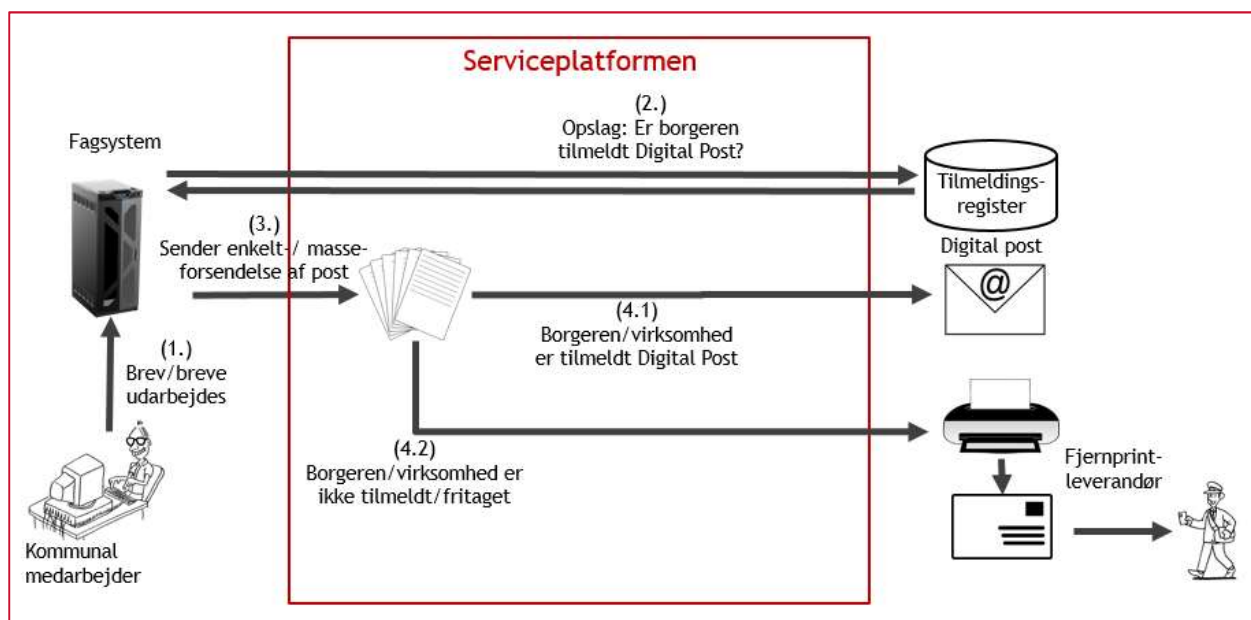 Serviceplatformen
(2.)
Opslag: Er borgeren
tilmeldt Digital Post?
Fagsystem
Tilmeldings-
register
(3.)
Sender enkelt-/ masse-
forsendelse af post
Digital post
@
(4.1)
Borgeren/virksomhed
er tilmeldt Digital Post
(1.)
Brev/breve
udarbejdes
(4.2)
Borgeren/virksomhed er
ikke tilmeldt/fritaget
Fjernprint-
leverandør
Kommunal
medarbejder